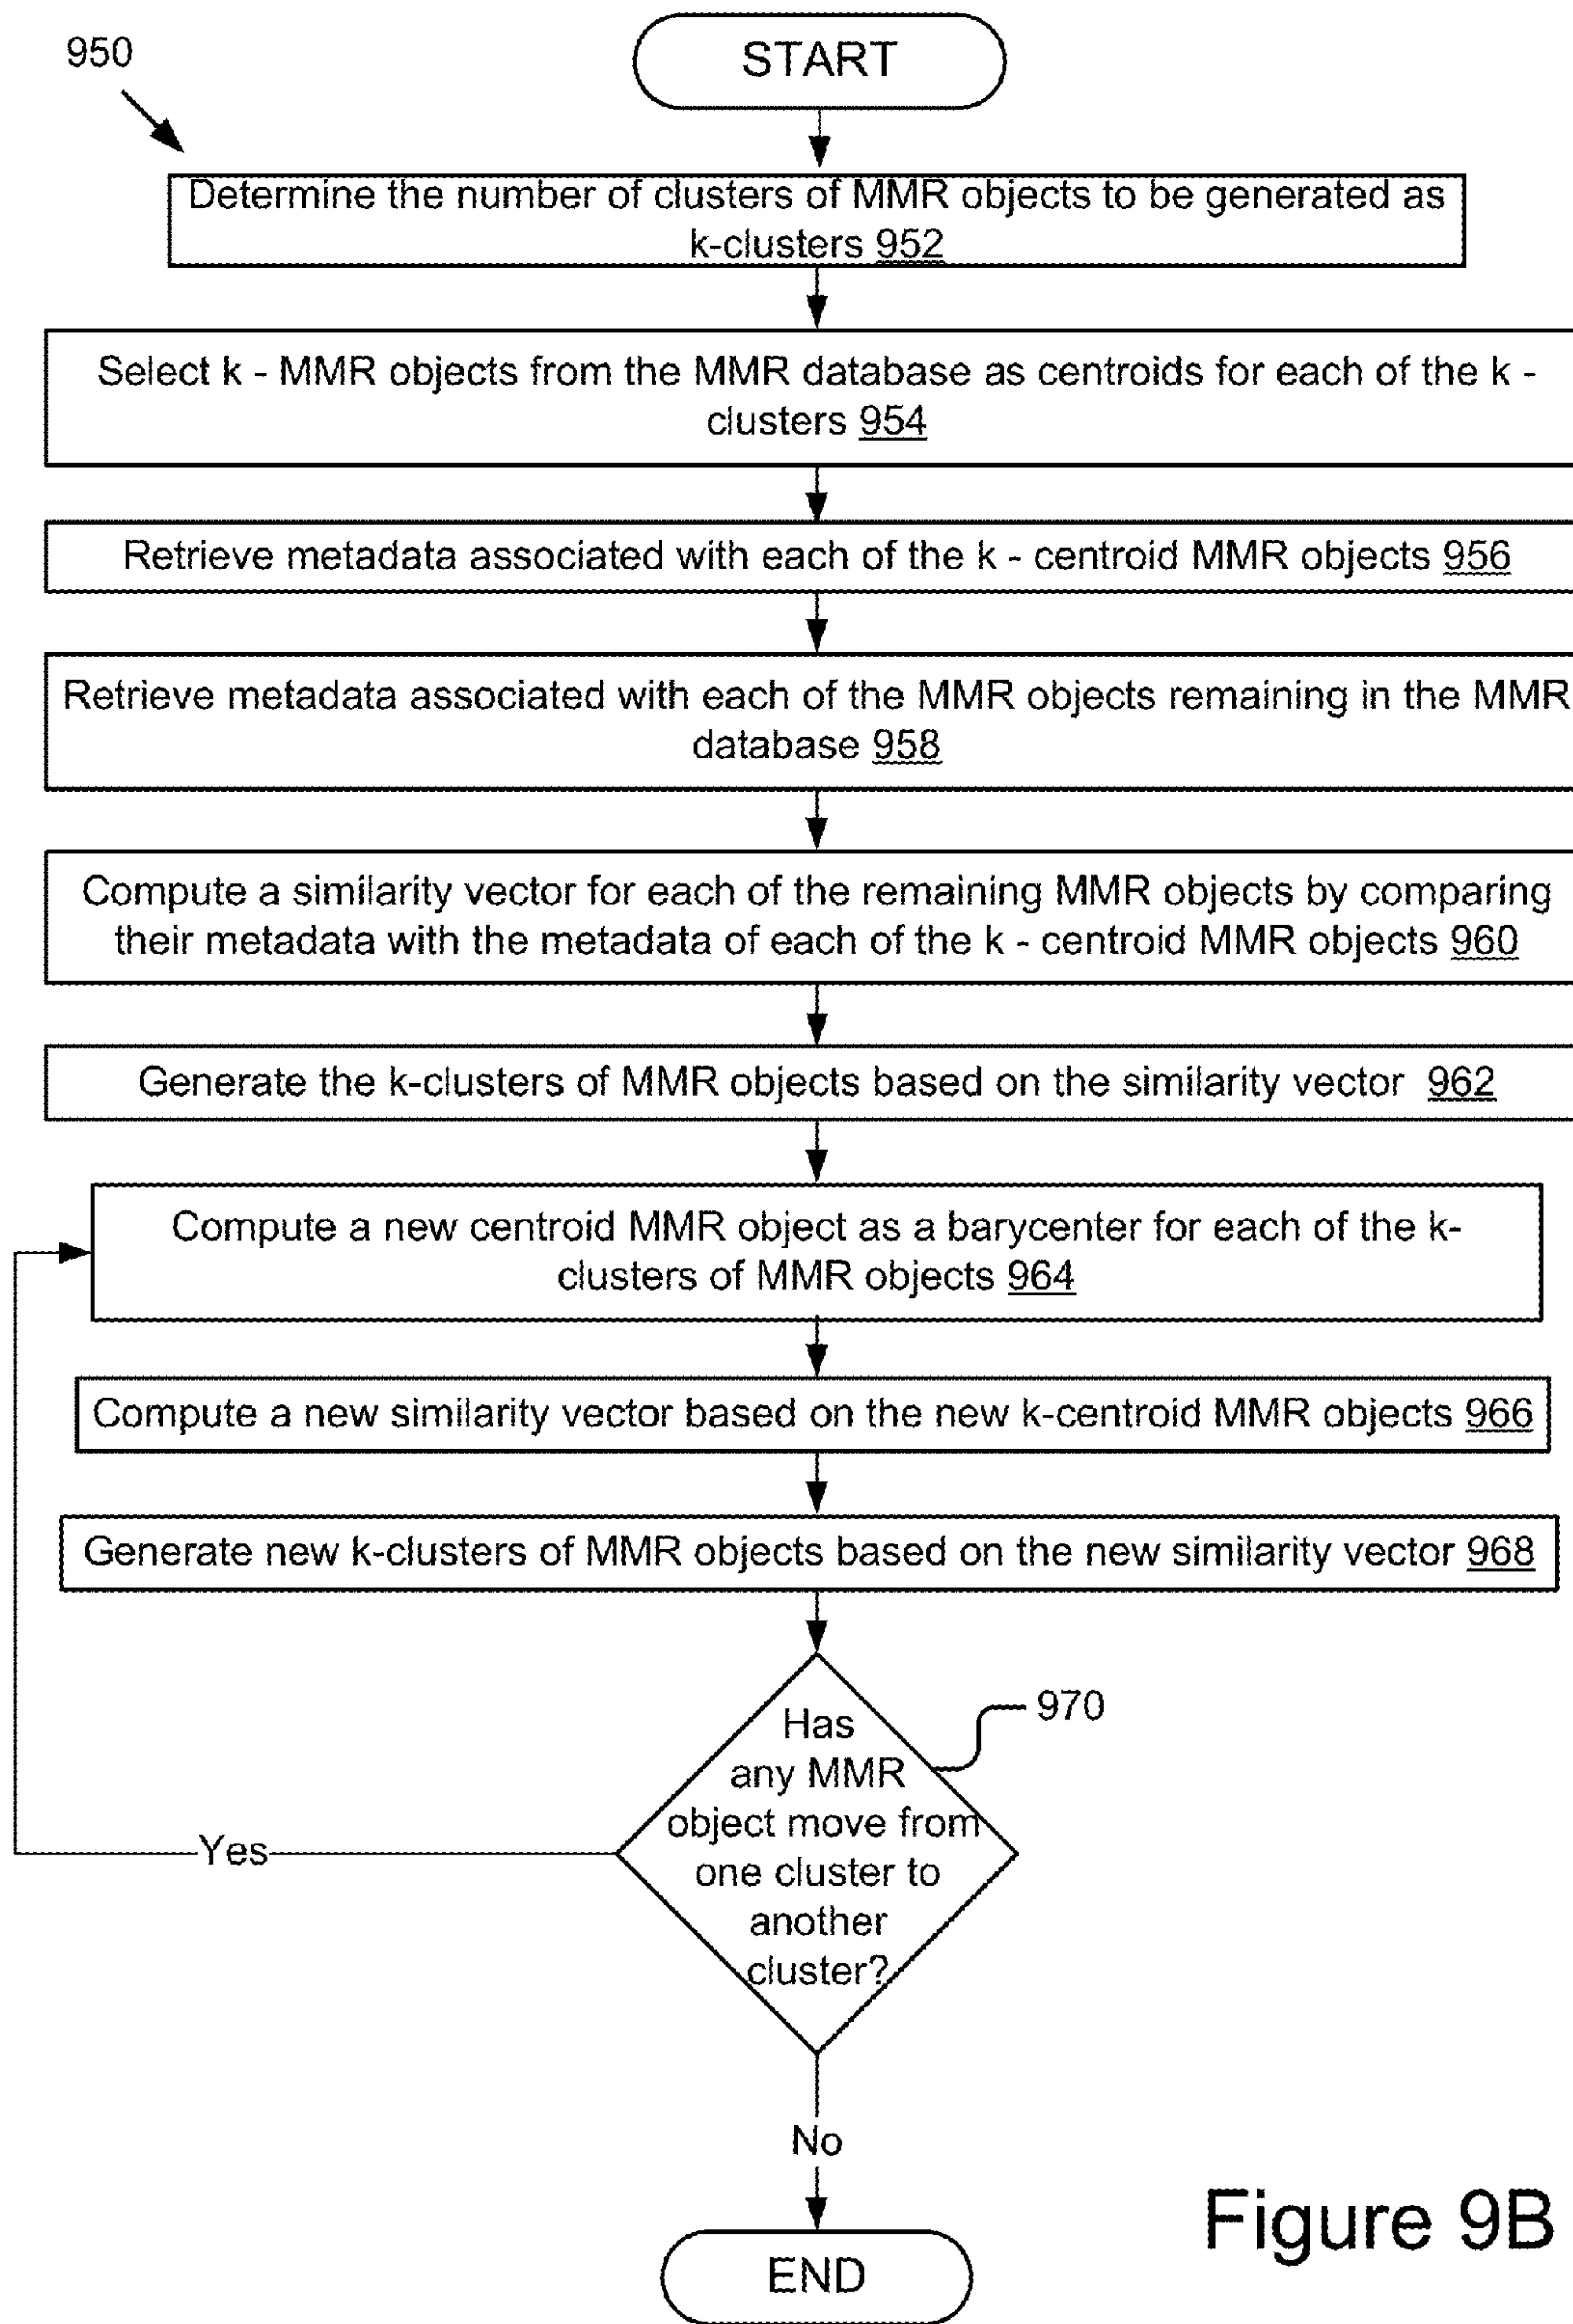 950
START
Determine the number of clusters of MMR objects to be generated as
k-clusters 952
Select k - MMR objects from the MMR database as centroids for each of the k -
clusters 954
Retrieve metadata associated with each of the k - centroid MMR objects 956
Retrieve metadata associated with each of the MMR objects remaining in the MMR
database 958
Compute a similarity vector for each of the remaining MMR objects by comparing
their metadata with the metadata of each of the k - centroid MMR objects 960
Generate the k-clusters of MMR objects based on the similarity vector 962
Compute a new centroid MMR object as a barycenter for each of the k-
clusters of MMR objects 964
Compute a new similarity vector based on the new k-centroid MMR objects 966
Generate new k-clusters of MMR objects based on the new similarity vector 968
970
Has
any MMR
object move from
one cluster to
another
cluster?
Yes
No
END
Figure 9B